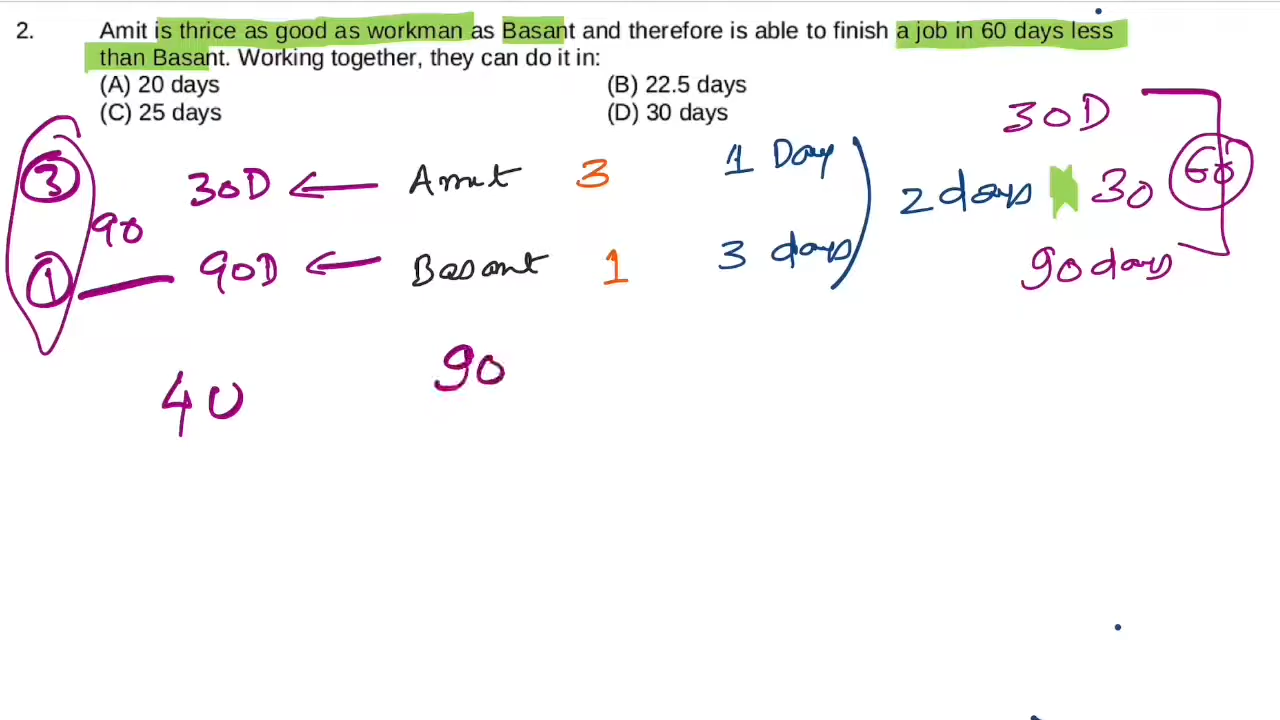 2. Amit is thrice as good as workman as Basant and therefore is able to finish a job in 60 days less
than Basant. Working together, they can do it in:
(A) 20 days (B) 22.5 days
(C) 25 days (D) 30 days
30D
3 30D ← Amit 3 1 Day 2 days 30 60
90
1 90D ← Basant 1 3 days 90 days
40 90